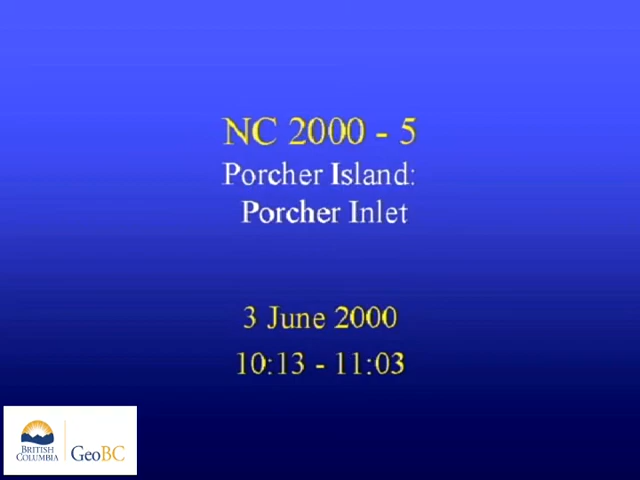 NC 2000 - 5
Porcher Island:
Porcher Inlet
3 June 2000
10:13 - 11:03
BRITISH
COLUMBIA
GeoBC